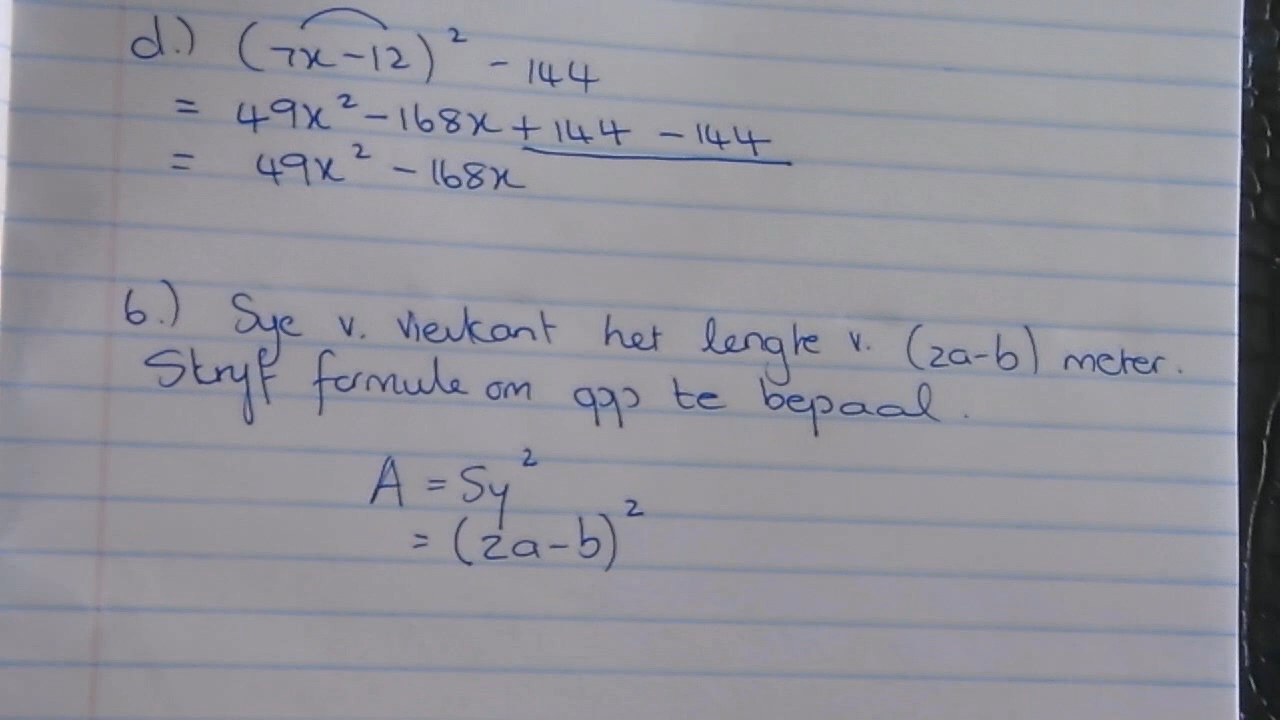 d.) (7x-12)² - 144
= 49x² - 168x + 144 - 144
= 49x² - 168x
6.) Sye v. vierkant het lengte v. (2a-b) meter.
Skryf formule om opp te bepaal.
A = Sy²
= (2a-b)²